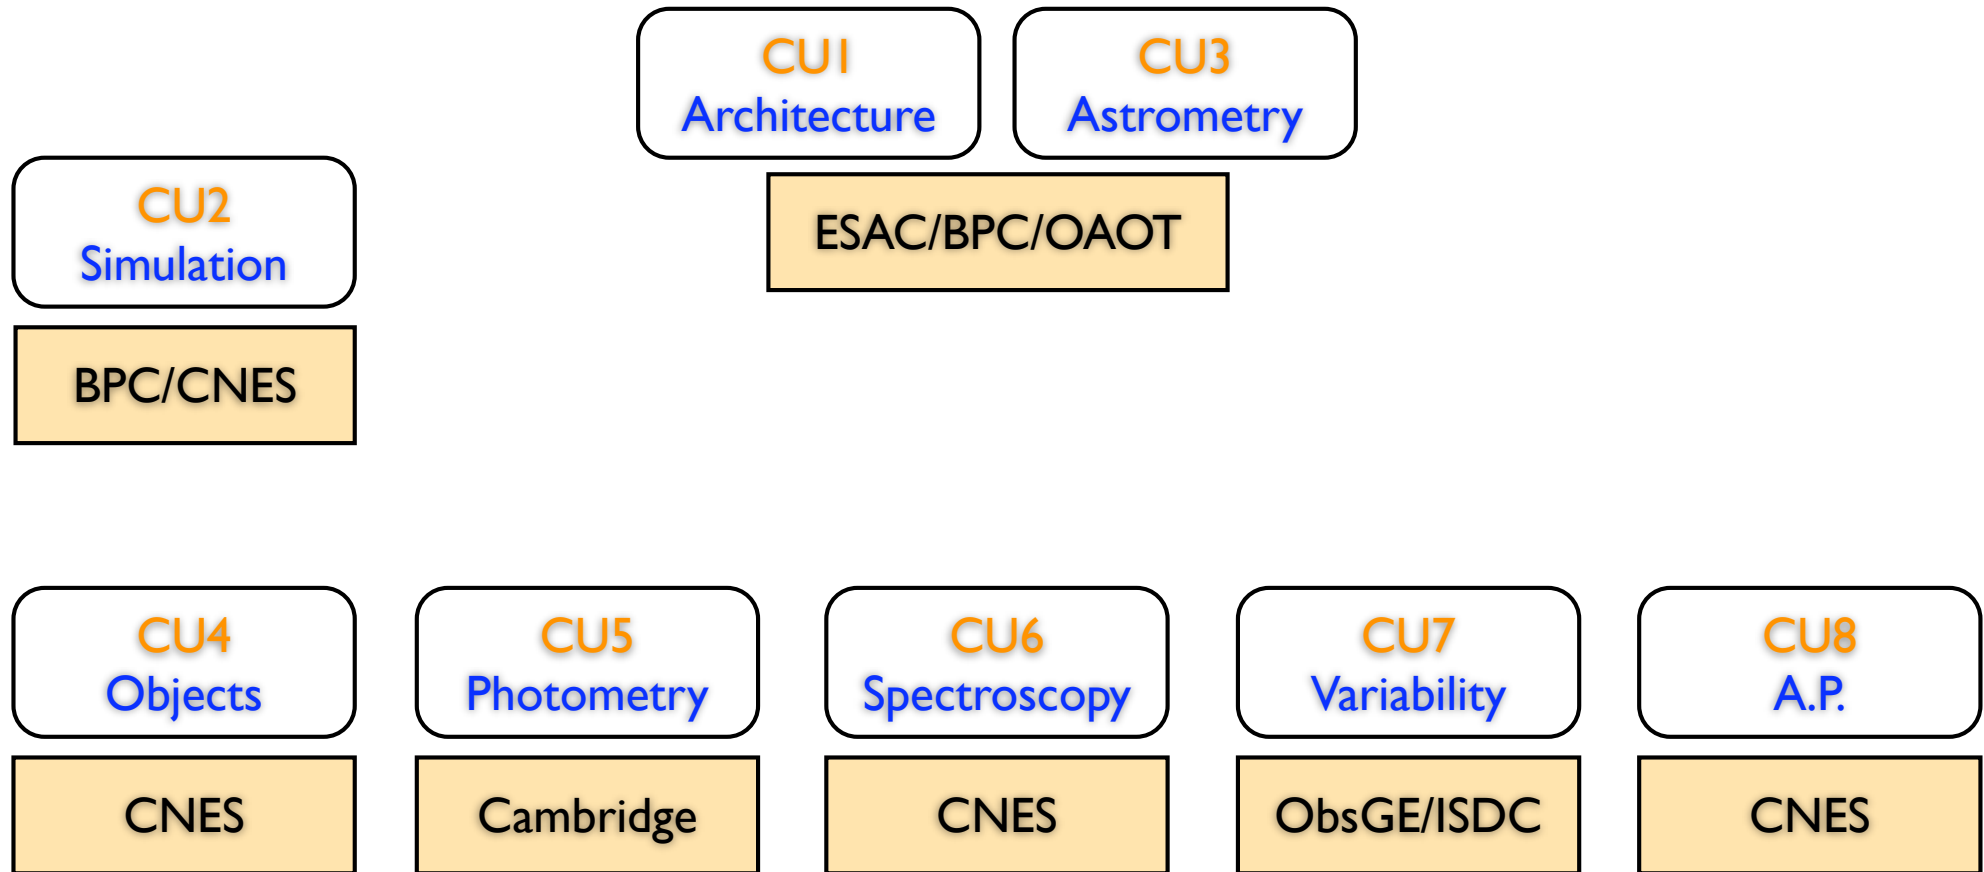 CU1
Architecture
CU3
Astrometry
ESAC/BPC/OAOT
CU2
Simulation
BPC/CNES
CU4
Objects
CNES
CU5
Photometry
Cambridge
CU6
Spectroscopy
CNES
CU7
Variability
ObsGE/ISDC
CU8
A.P.
CNES